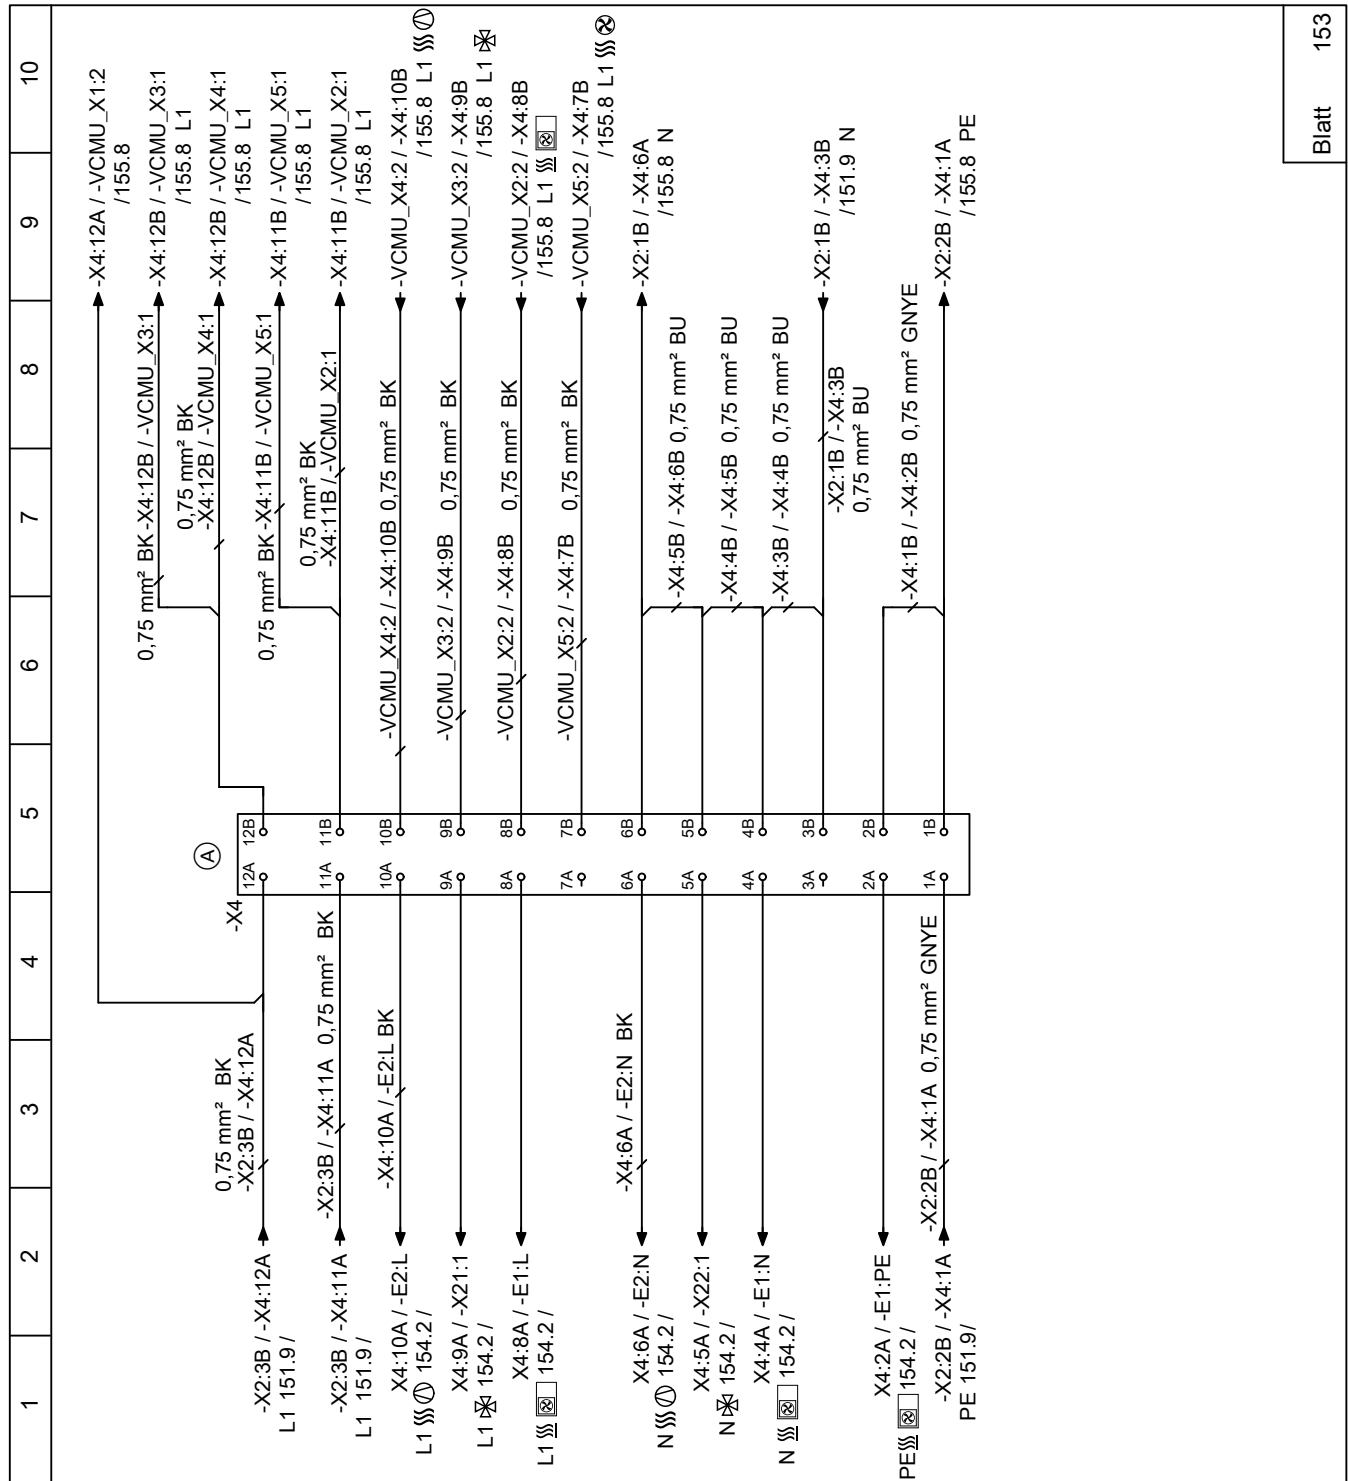 10
9
8
7
6
5
4
3
2
1
Blatt 153
-X4:12A / -VCMU_X1:2
/155.8
-X4:12B / -VCMU_X3:1
/155.8 L1
-X4:12B / -VCMU_X4:1
/155.8 L1
-X4:11B / -VCMU_X5:1
/155.8 L1
-X4:11B / -VCMU_X2:1
/155.8 L1
-VCMU_X4:2 / -X4:10B
/155.8 L1
-VCMU_X3:2 / -X4:9B
/155.8 L1
-VCMU_X2:2 / -X4:8B
/155.8 L1
-VCMU_X5:2 / -X4:7B
/155.8 L1
-X2:1B / -X4:6A
/155.8 N
-X2:1B / -X4:3B
/151.9 N
-X2:2B / -X4:1A
/155.8 PE
0,75 mm² BK -X4:12B / -VCMU_X3:1
0,75 mm² BK
-X4:12B / -VCMU_X4:1
0,75 mm² BK -X4:11B / -VCMU_X5:1
0,75 mm² BK
-X4:11B / -VCMU_X2:1
-VCMU_X4:2 / -X4:10B 0,75 mm² BK
-VCMU_X3:2 / -X4:9B 0,75 mm² BK
-VCMU_X2:2 / -X4:8B 0,75 mm² BK
-VCMU_X5:2 / -X4:7B 0,75 mm² BK
-X4:5B / -X4:6B 0,75 mm² BU
-X4:4B / -X4:5B 0,75 mm² BU
-X4:3B / -X4:4B 0,75 mm² BU
-X2:1B / -X4:3B
0,75 mm² BU
-X4:1B / -X4:2B 0,75 mm² GNYE
A
-X4
12A 12B
11A 11B
10A 10B
9A 9B
8A 8B
7A 7B
6A 6B
5A 5B
4A 4B
3A 3B
2A 2B
1A 1B
0,75 mm² BK
-X2:3B / -X4:12A
-X2:3B / -X4:11A 0,75 mm² BK
-X4:10A / -E2:L BK
-X4:6A / -E2:N BK
-X2:2B / -X4:1A 0,75 mm² GNYE
-X2:3B / -X4:12A
L1 151.9 /
-X2:3B / -X4:11A
L1 151.9 /
X4:10A / -E2:L
L1 154.2 /
X4:9A / -X21:1
L1 154.2 /
X4:8A / -E1:L
L1 154.2 /
X4:6A / -E2:N
N 154.2 /
X4:5A / -X22:1
N 154.2 /
X4:4A / -E1:N
N 154.2 /
X4:2A / -E1:PE
PE 154.2 /
-X2:2B / -X4:1A
PE 151.9 /